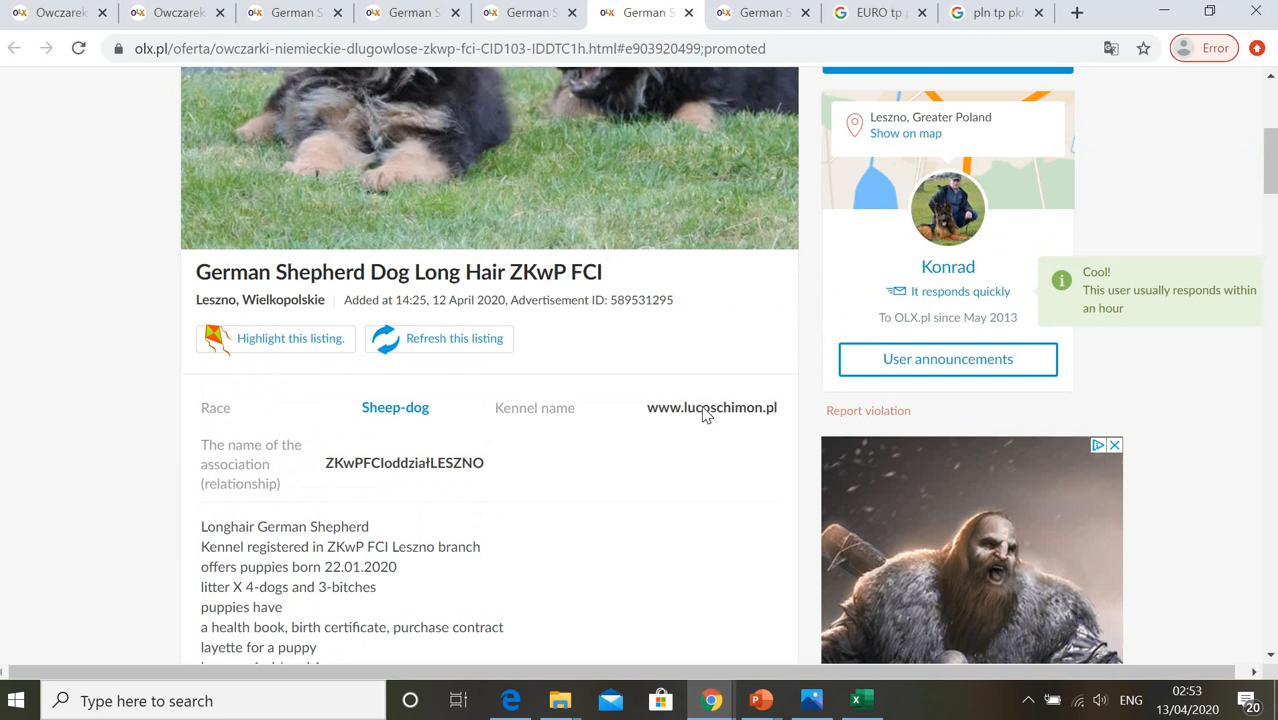 Owczarek
Owczarek
German S
German S
German S
German S
German S
EURO tp p
pln tp pk
olx.pl/oferta/owczarki-niemieckie-dlugowlose-zkwp-fci-CID103-IDDTC1h.html#e903920499;promoted
Error
Leszno, Greater Poland
Show on map
German Shepherd Dog Long Hair ZKwP FCI
Leszno, Wielkopolskie
Added at 14:25, 12 April 2020, Advertisement ID: 589531295
Highlight this listing.
Refresh this listing
Konrad
It responds quickly
To OLX.pl since May 2013
User announcements
Report violation
Cool!
This user usually responds within
an hour
Race
Sheep-dog
Kennel name
www.lucoschimon.pl
The name of the
association
(relationship)
ZKwPFCIoddziałLESZNO
Longhair German Shepherd
Kennel registered in ZKwP FCI Leszno branch
offers puppies born 22.01.2020
litter X 4-dogs and 3-bitches
puppies have
a health book, birth certificate, purchase contract
layette for a puppy
Type here to search
ENG
02:53
13/04/2020
20